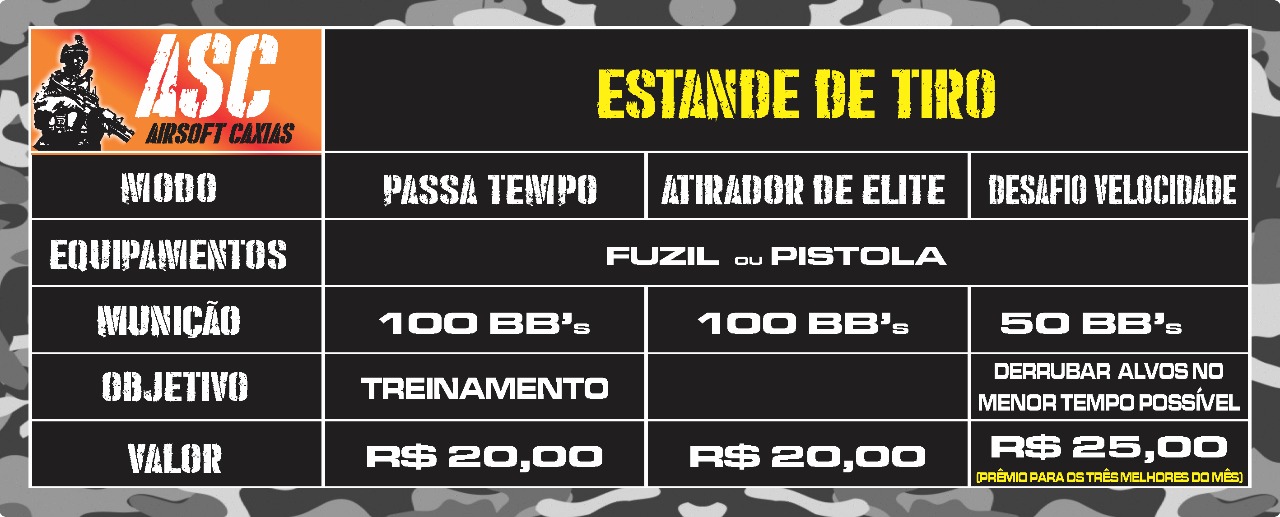 ASC
AIRSOFT CAXIAS
ESTANDE DE TIRO
MODO
PASSA TEMPO
ATIRADOR DE ELITE
DESAFIO VELOCIDADE
EQUIPAMENTOS
FUZIL OU PISTOLA
MUNIÇÃO
100 BB's
100 BB's
50 BB's
OBJETIVO
TREINAMENTO
DERRUBAR ALVOS NO
MENOR TEMPO POSSÍVEL
VALOR
R$ 20,00
R$ 20,00
R$ 25,00
(PRÊMIO PARA OS TRÊS MELHORES DO MÊS)